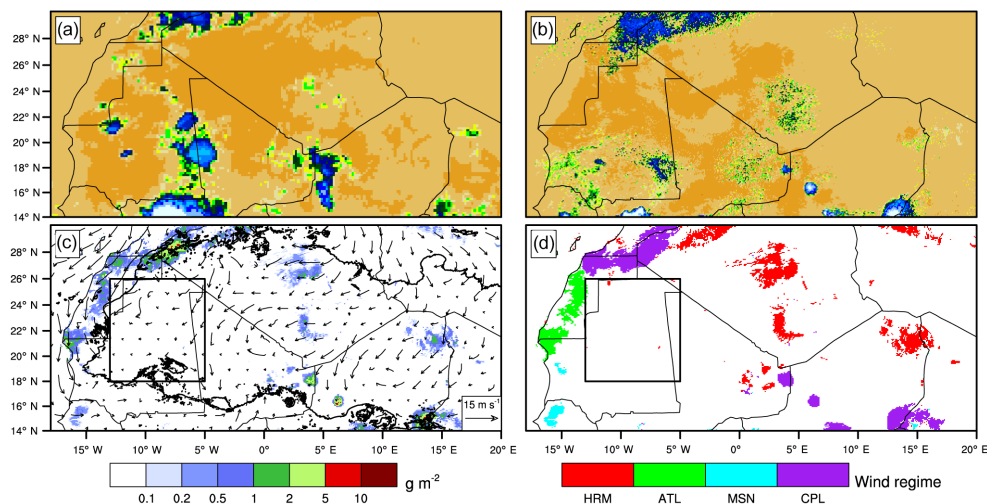 (a)
(b)
28° N
26° N
24° N
22° N
20° N
18° N
16° N
14° N
(c)
(d)
28° N
26° N
24° N
22° N
20° N
18° N
16° N
14° N
15 m s⁻¹
15° W 10° W 5° W 0° 5° E 10° E 15° E 20° E
15° W 10° W 5° W 0° 5° E 10° E 15° E 20° E
0.1 0.2 0.5 1 2 5 10
g m⁻²
HRM ATL MSN CPL
Wind regime